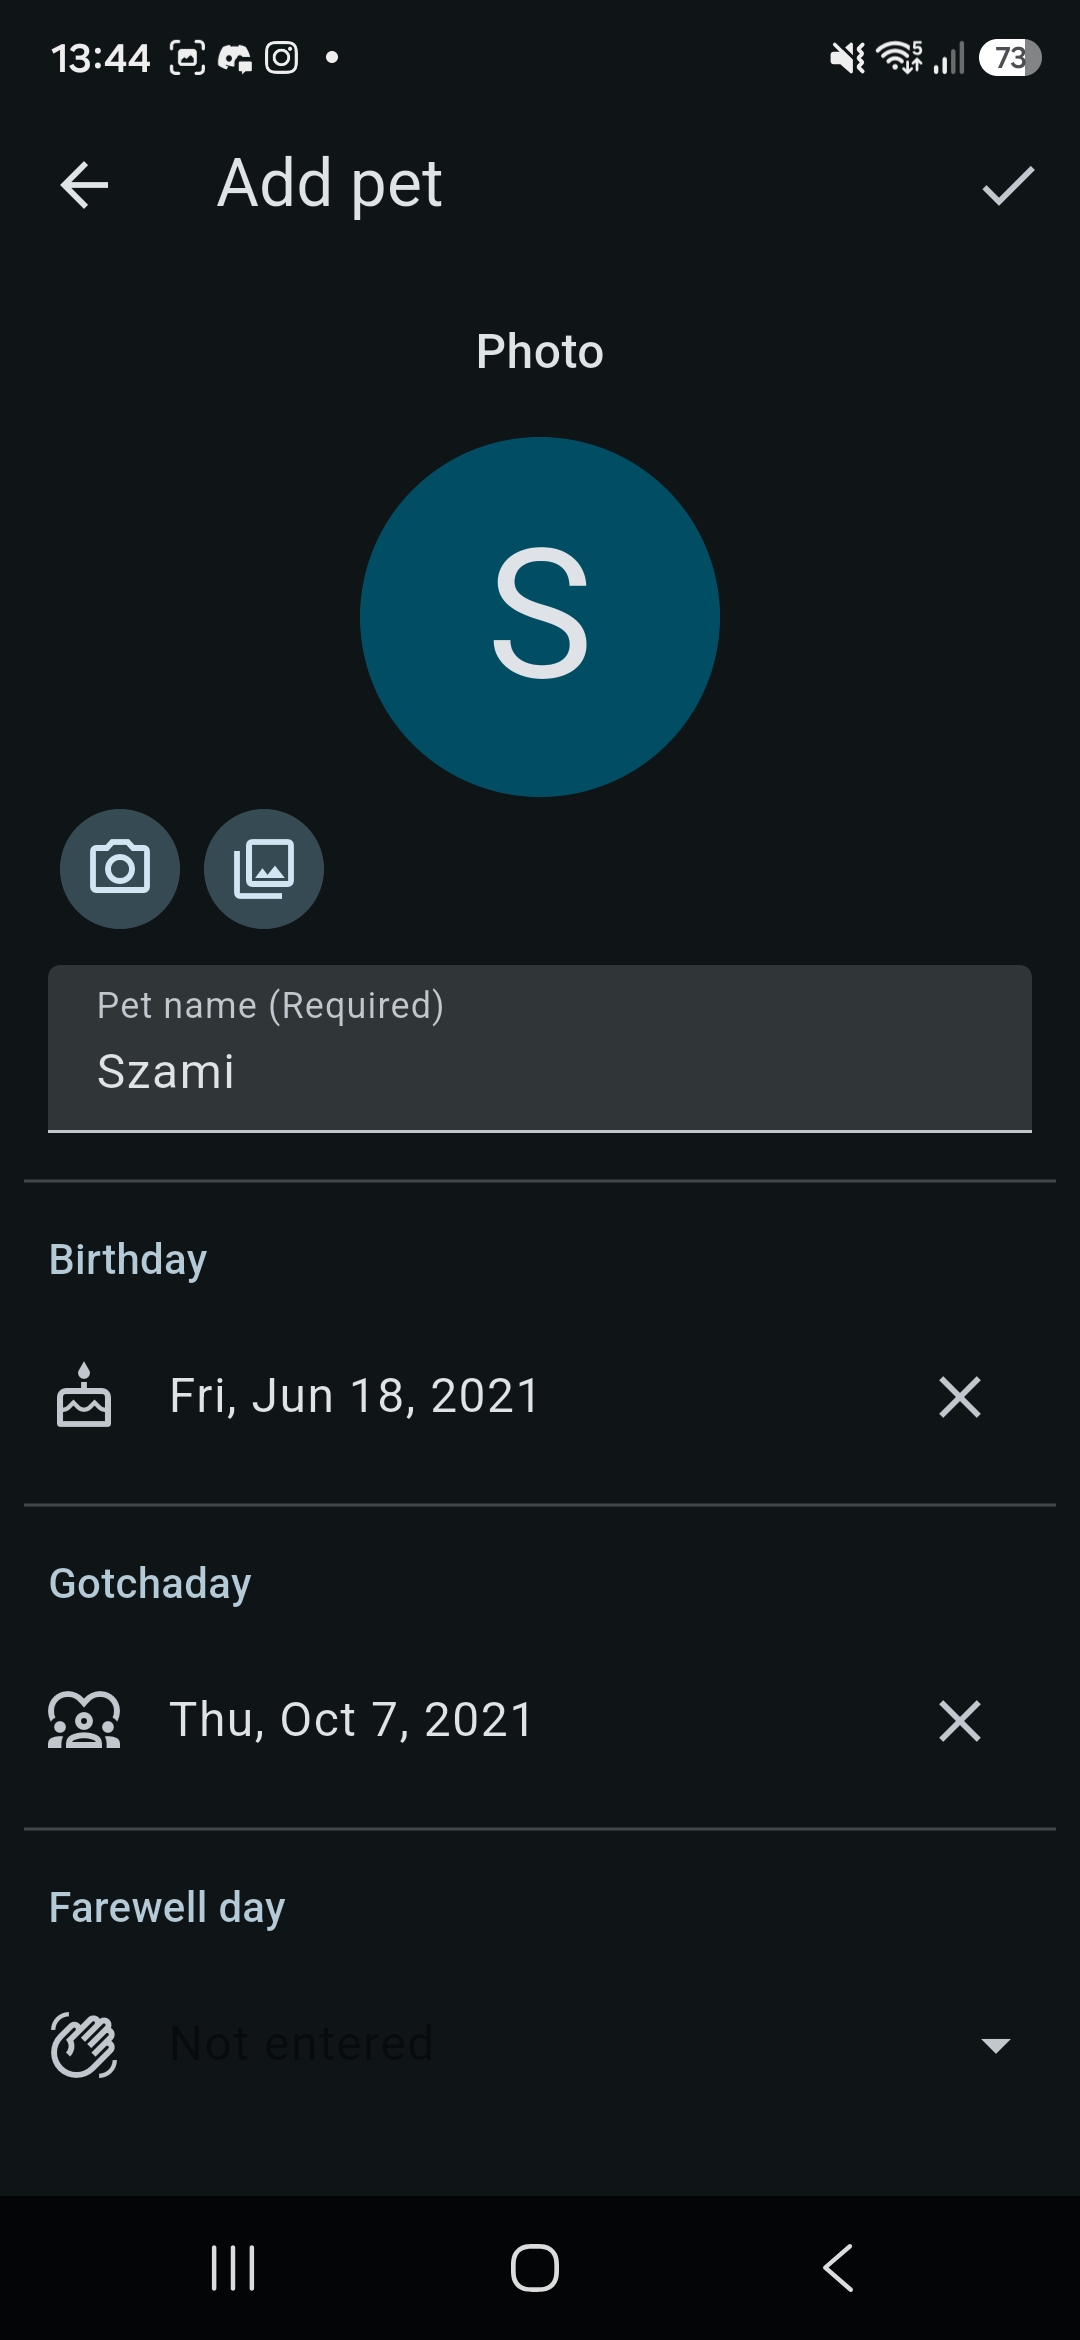 13:44
5
73
Add pet
Photo
S
Pet name (Required)
Szami
Birthday
Fri, Jun 18, 2021
Gotchaday
Thu, Oct 7, 2021
Farewell day
Not entered